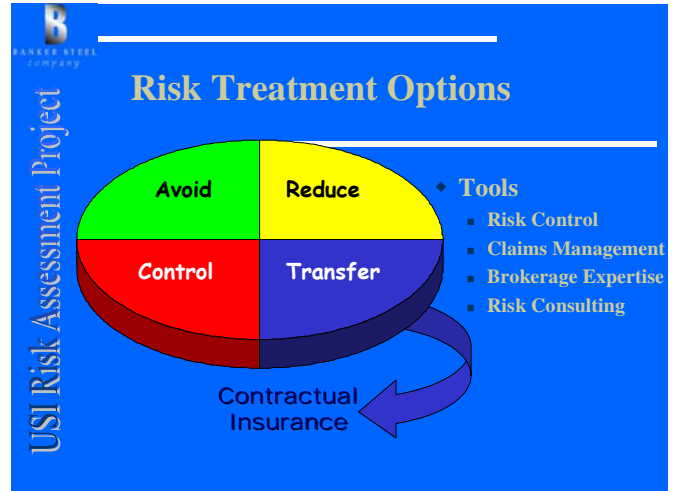 B
BANKER STEEL
company
USI Risk Assessment Project
Risk Treatment Options
Avoid
Reduce
Control
Transfer
Contractual
Insurance
Tools
Risk Control
Claims Management
Brokerage Expertise
Risk Consulting